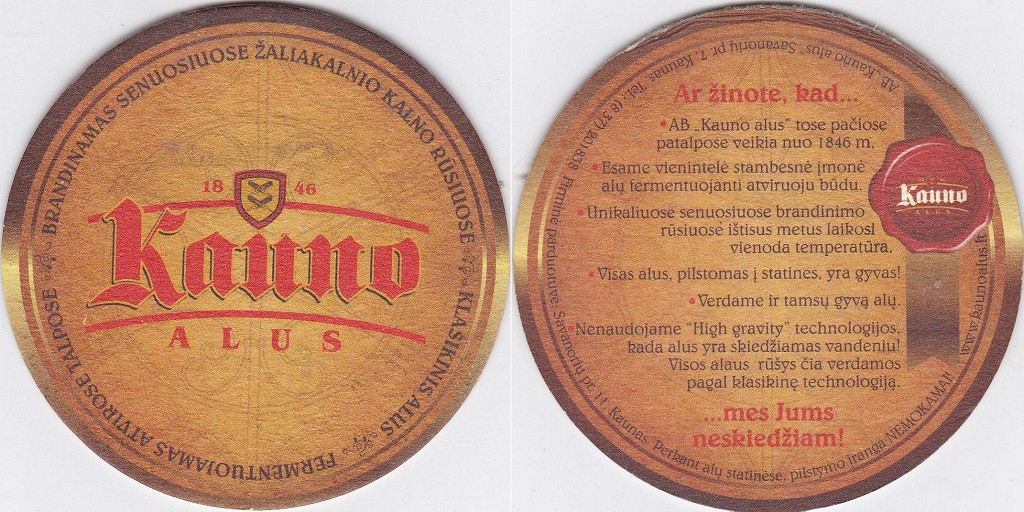 BRANDINAMAS SENUOSIUOSE ŽALIAKALNIO KALNO RŪSIUOSE
KLASIKINIS ALUS
FERMENTUOJAMAS ATVIROSE TALPOSE
18 46
Kauno
ALUS
AB „Kauno alus", Savanorių pr. 7, Kaunas. Tel. (8 37) 201838. Firminė parduotuvė: Savanorių pr. 11, Kaunas. Perkant alų statinėse, pilstymo įranga NEMOKAMAI! www.kaunoalus.lt
Ar žinote, kad...
•AB „Kauno alus" tose pačiose
patalpose veikia nuo 1846 m.
•Esame vienintelė stambesnė įmonė
alų fermentuojanti atviruoju būdu.
•Unikaliuose senuosiuose brandinimo
rūsiuose ištisus metus laikosi
vienoda temperatūra.
•Visas alus, pilstomas į statines, yra gyvas!
•Verdame ir tamsų gyvą alų.
•Nenaudojame "High gravity" technologijos,
kada alus yra skiedžiamas vandeniu!
Visos alaus rūšys čia verdamos
pagal klasikinę technologiją.
...mes Jums
neskiedžiam!
Kauno
ALUS